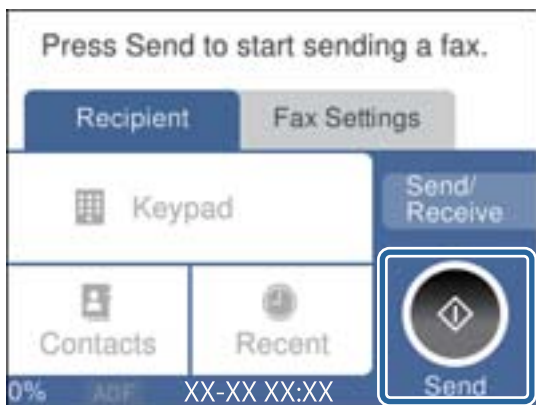 Press Send to start sending a fax.
Recipient
Fax Settings
Keypad
Send/
Receive
Contacts
Recent
0% ADF XX-XX XX:XX
Send